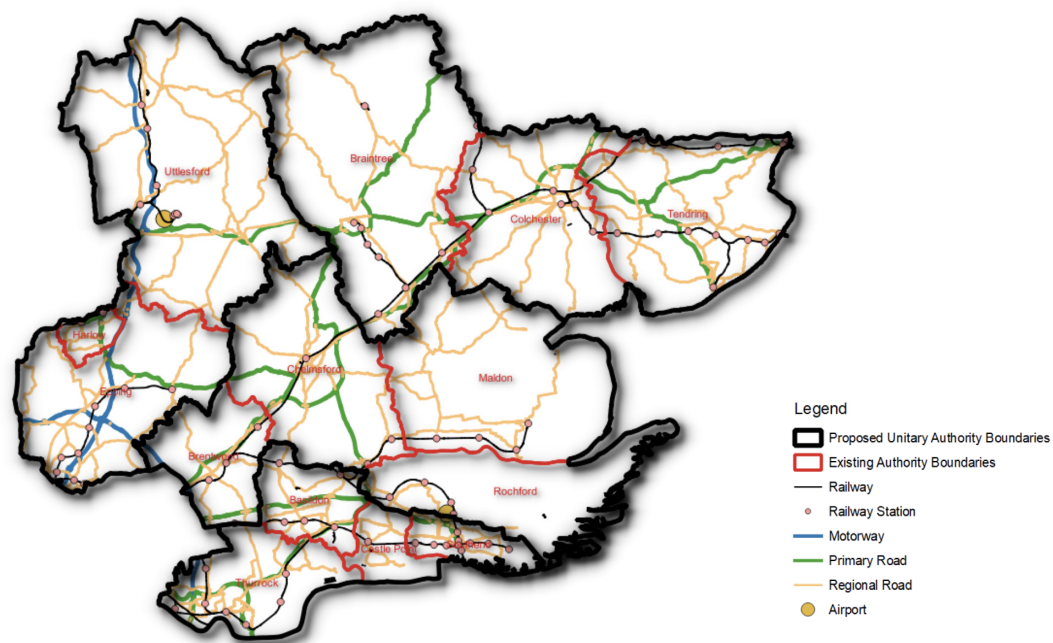 Uttlesford
Braintree
Colchester
Tendring
Harlow
Epping
Chelmsford
Maldon
Brentwood
Basildon
Rochford
Castle Point
Thurrock
Legend
Proposed Unitary Authority Boundaries
Existing Authority Boundaries
Railway
Railway Station
Motorway
Primary Road
Regional Road
Airport